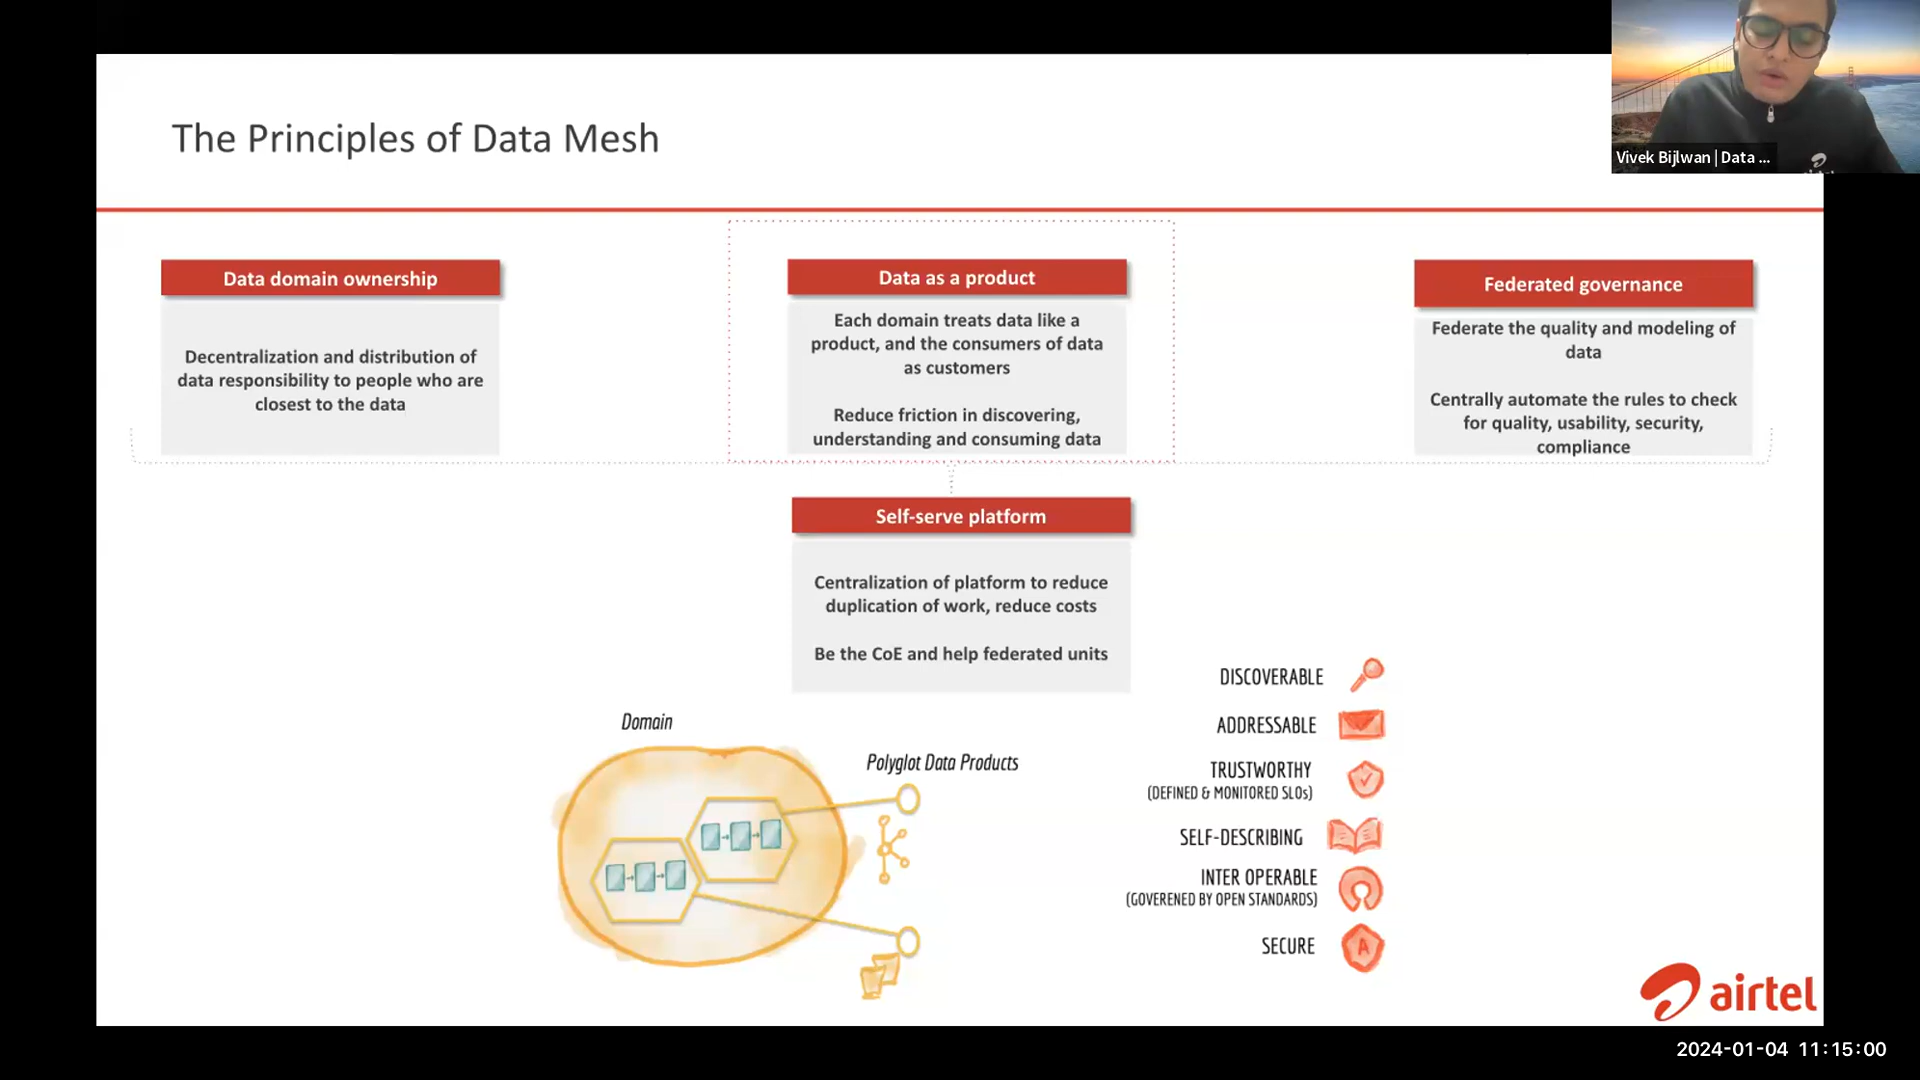 The Principles of Data Mesh
Vivek Bijlwan | Data ...
Data domain ownership
Decentralization and distribution of
data responsibility to people who are
closest to the data
Data as a product
Each domain treats data like a
product, and the consumers of data
as customers
Reduce friction in discovering,
understanding and consuming data
Federated governance
Federate the quality and modeling of
data
Centrally automate the rules to check
for quality, usability, security,
compliance
Self-serve platform
Centralization of platform to reduce
duplication of work, reduce costs
Be the CoE and help federated units
Domain
Polyglot Data Products
DISCOVERABLE
ADDRESSABLE
TRUSTWORTHY
(DEFINED & MONITORED SLOs)
SELF-DESCRIBING
INTER OPERABLE
(GOVERENED BY OPEN STANDARDS)
SECURE
A
airtel
2024-01-04 11:15:00